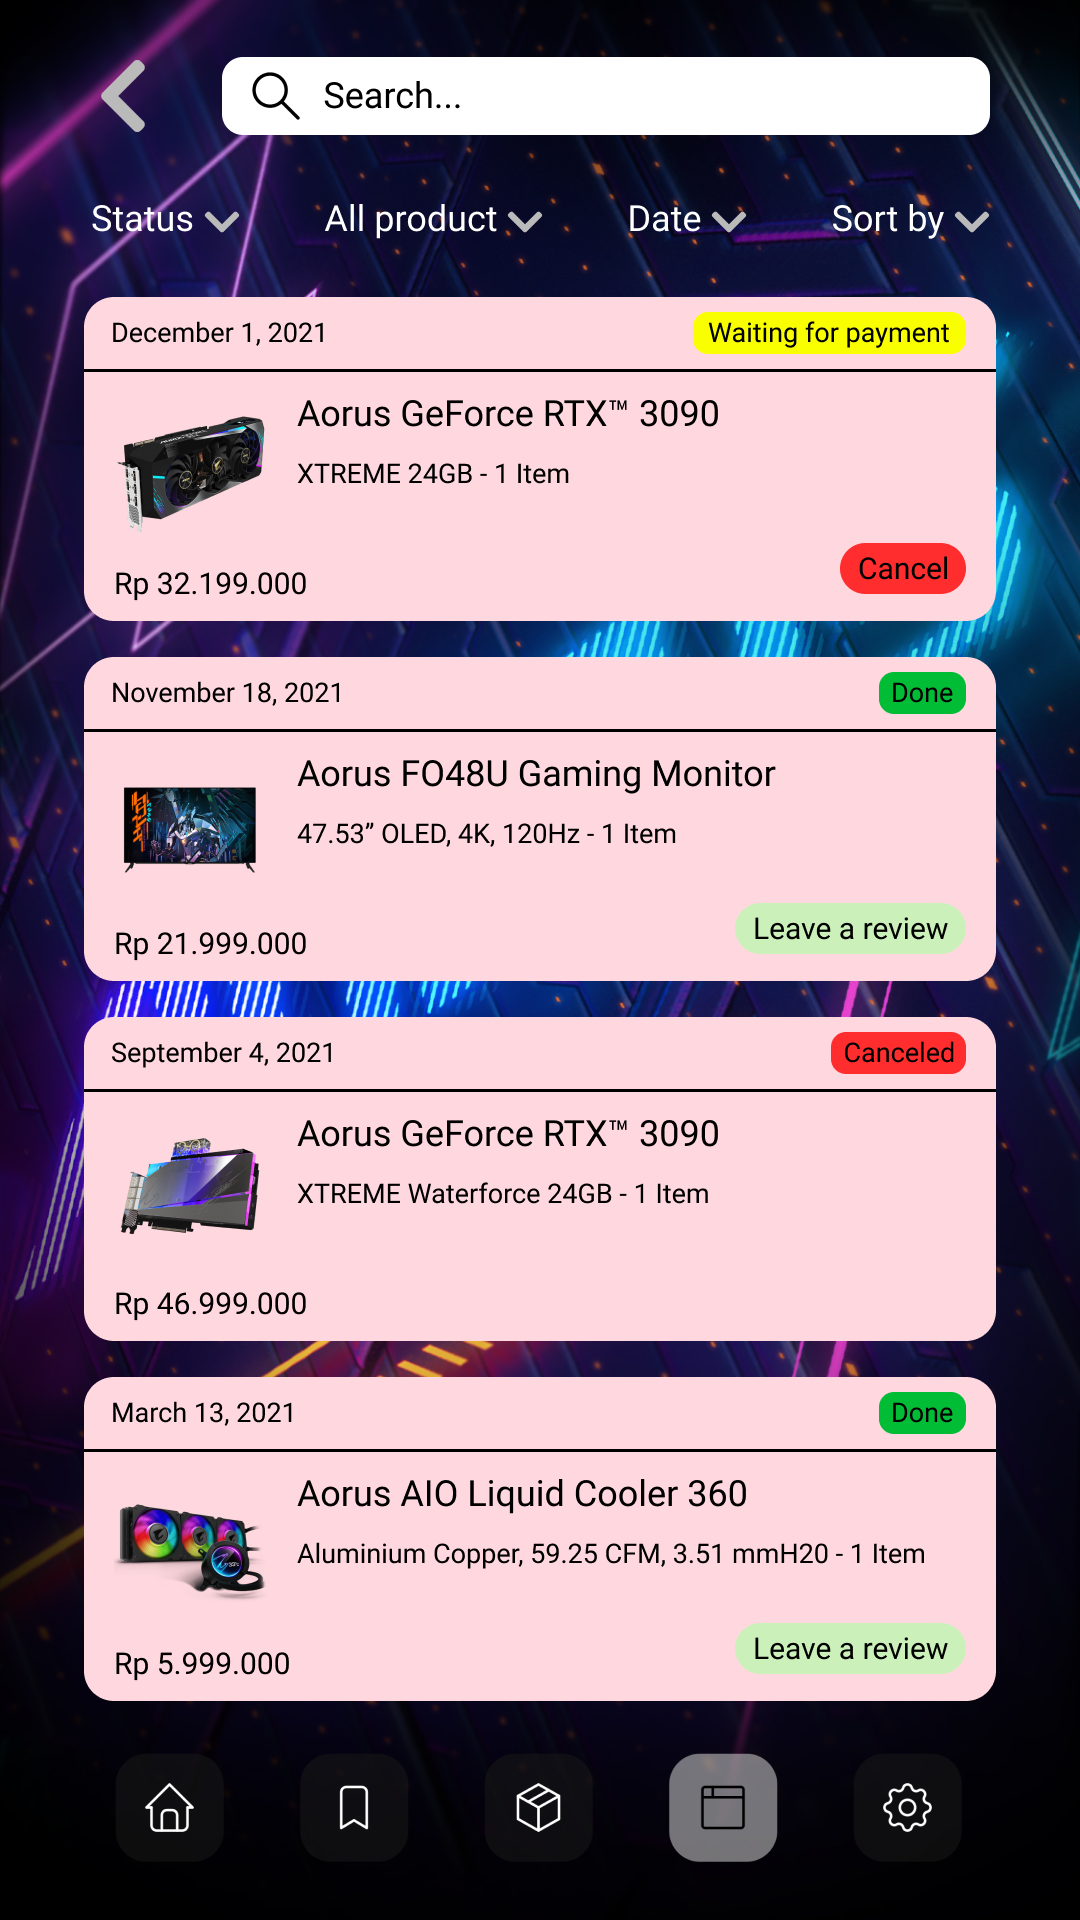 Search...
Status
All product
Date
Sort by
December 1, 2021
Waiting for payment
Aorus GeForce RTX™ 3090
XTREME 24GB - 1 Item
Rp 32.199.000
Cancel
November 18, 2021
Done
Aorus FO48U Gaming Monitor
47.53” OLED, 4K, 120Hz - 1 Item
Rp 21.999.000
Leave a review
September 4, 2021
Canceled
Aorus GeForce RTX™ 3090
XTREME Waterforce 24GB - 1 Item
Rp 46.999.000
March 13, 2021
Done
Aorus AIO Liquid Cooler 360
Aluminium Copper, 59.25 CFM, 3.51 mmH20 - 1 Item
Rp 5.999.000
Leave a review